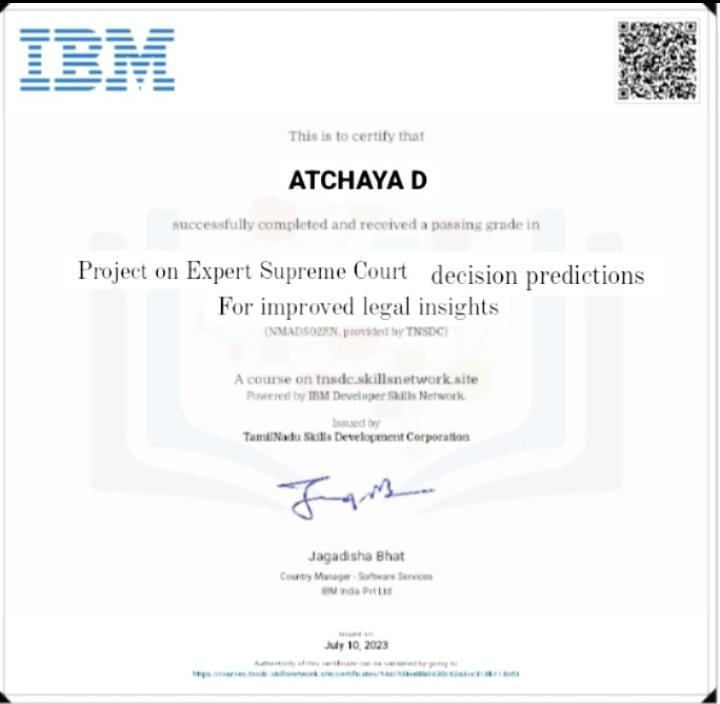 IBM
This is to certify that
ATCHAYA D
successfully completed and received a passing grade in
Project on Expert Supreme Court decision predictions
For improved legal insights
(NMADS02EN, provided by TNSDC)
A course on tnsdc.skillsnetwork.site
Powered by IBM Developer Skills Network.
Issued by
TamilNadu Skills Development Corporation
Jagadisha Bhat
Country Manager - Software Services
IBM India Pvt Ltd
Issued on
July 10, 2023
Authenticity of this certificate can be validated by going to: